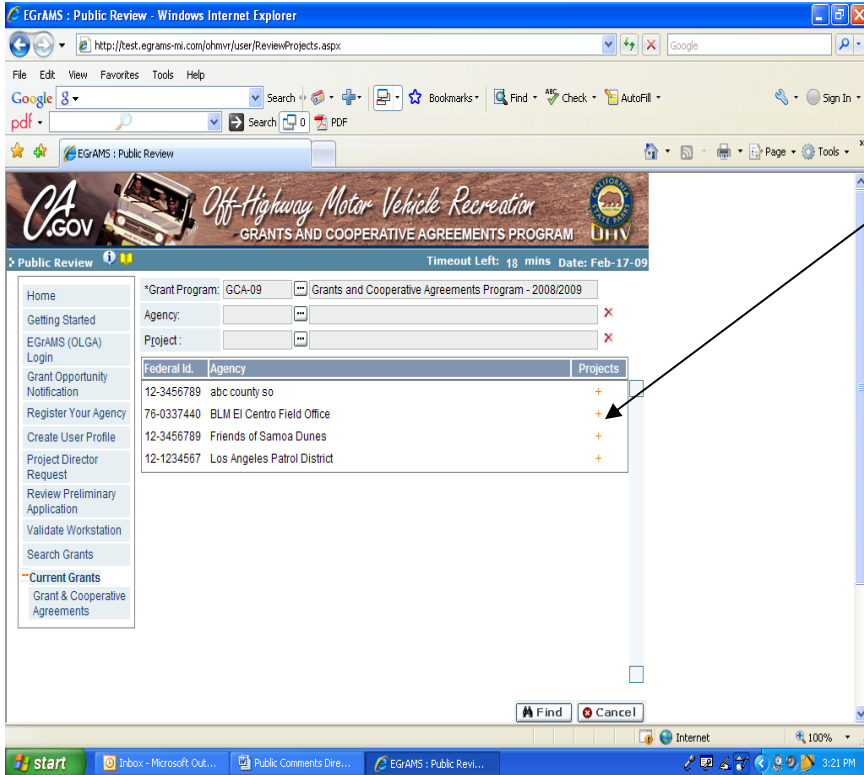 EGrAMS : Public Review - Windows Internet Explorer
http://test.egrams-mi.com/ohmvr/user/ReviewProjects.aspx
Google
File Edit View Favorites Tools Help
Google Search Bookmarks Find ABC Check AutoFill Sign In
pdf Search 0 PDF
EGrAMS : Public Review
Page Tools
CA.GOV Off-Highway Motor Vehicle Recreation
GRANTS AND COOPERATIVE AGREEMENTS PROGRAM
CALIFORNIA STATE PARKS OHV
Public Review Timeout Left: 18 mins Date: Feb-17-09
Home
Getting Started
EGrAMS (OLGA)
Login
Grant Opportunity
Notification
Register Your Agency
Create User Profile
Project Director
Request
Review Preliminary
Application
Validate Workstation
Search Grants
Current Grants
Grant & Cooperative
Agreements
*Grant Program: GCA-09 ... Grants and Cooperative Agreements Program - 2008/2009
Agency: ...
Project : ...
Federal Id. Agency Projects
12-3456789 abc county so +
76-0337440 BLM El Centro Field Office +
12-3456789 Friends of Samoa Dunes +
12-1234567 Los Angeles Patrol District +
Find Cancel
Internet 100%
start Inbox - Microsoft Out... Public Comments Dire... EGrAMS : Public Revi... 3:21 PM